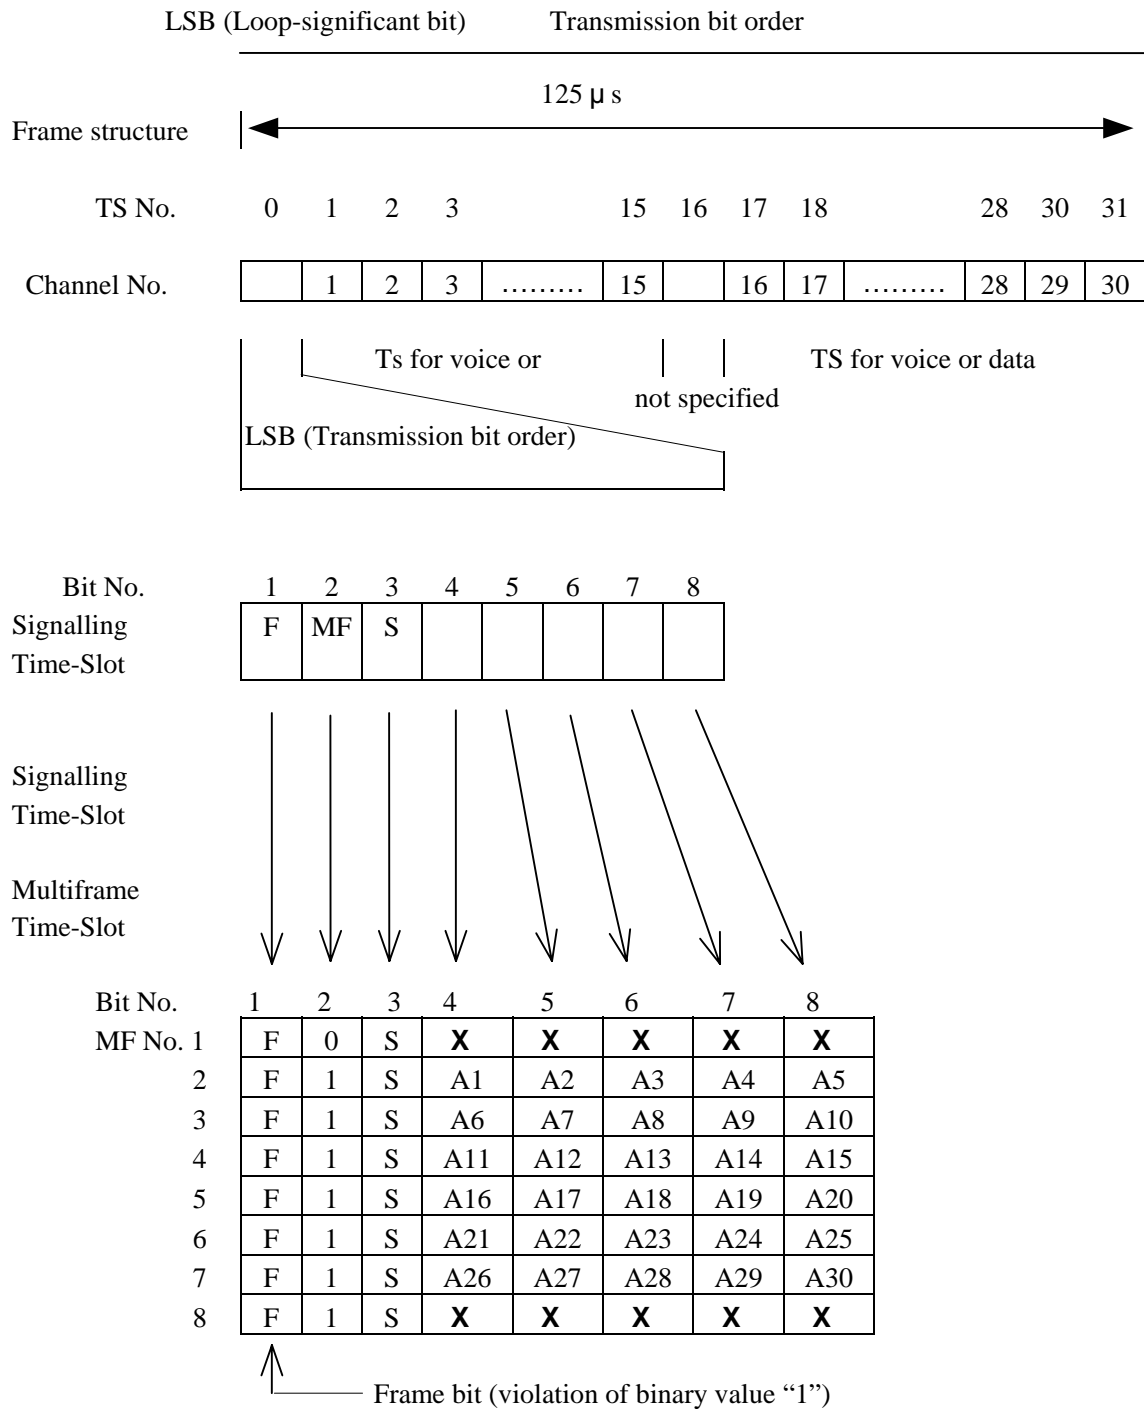 LSB (Loop-significant bit) Transmission bit order
125 µ s
Frame structure
TS No. 0 1 2 3 15 16 17 18 28 30 31
Channel No. 1 2 3 ......... 15 16 17 ......... 28 29 30
Ts for voice or TS for voice or data
not specified
LSB (Transmission bit order)
Bit No. 1 2 3 4 5 6 7 8
Signalling F MF S
Time-Slot
Signalling
Time-Slot
Multiframe
Time-Slot
Bit No. 1 2 3 4 5 6 7 8
MF No. 1 F 0 S X X X X X
2 F 1 S A1 A2 A3 A4 A5
3 F 1 S A6 A7 A8 A9 A10
4 F 1 S A11 A12 A13 A14 A15
5 F 1 S A16 A17 A18 A19 A20
6 F 1 S A21 A22 A23 A24 A25
7 F 1 S A26 A27 A28 A29 A30
8 F 1 S X X X X X
Frame bit (violation of binary value “1”)